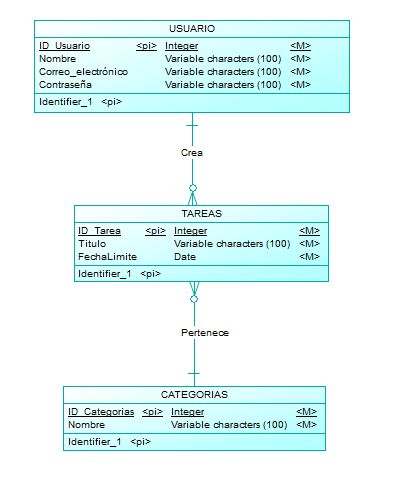 USUARIO
ID_Usuario <pi> Integer <M>
Nombre Variable characters (100) <M>
Correo_electrónico Variable characters (100) <M>
Contraseña Variable characters (100) <M>
Identifier_1 <pi>
Crea
TAREAS
ID_Tarea <pi> Integer <M>
Titulo Variable characters (100) <M>
FechaLimite Date <M>
Identifier_1 <pi>
Pertenece
CATEGORIAS
ID_Categorias <pi> Integer <M>
Nombre Variable characters (100) <M>
Identifier_1 <pi>